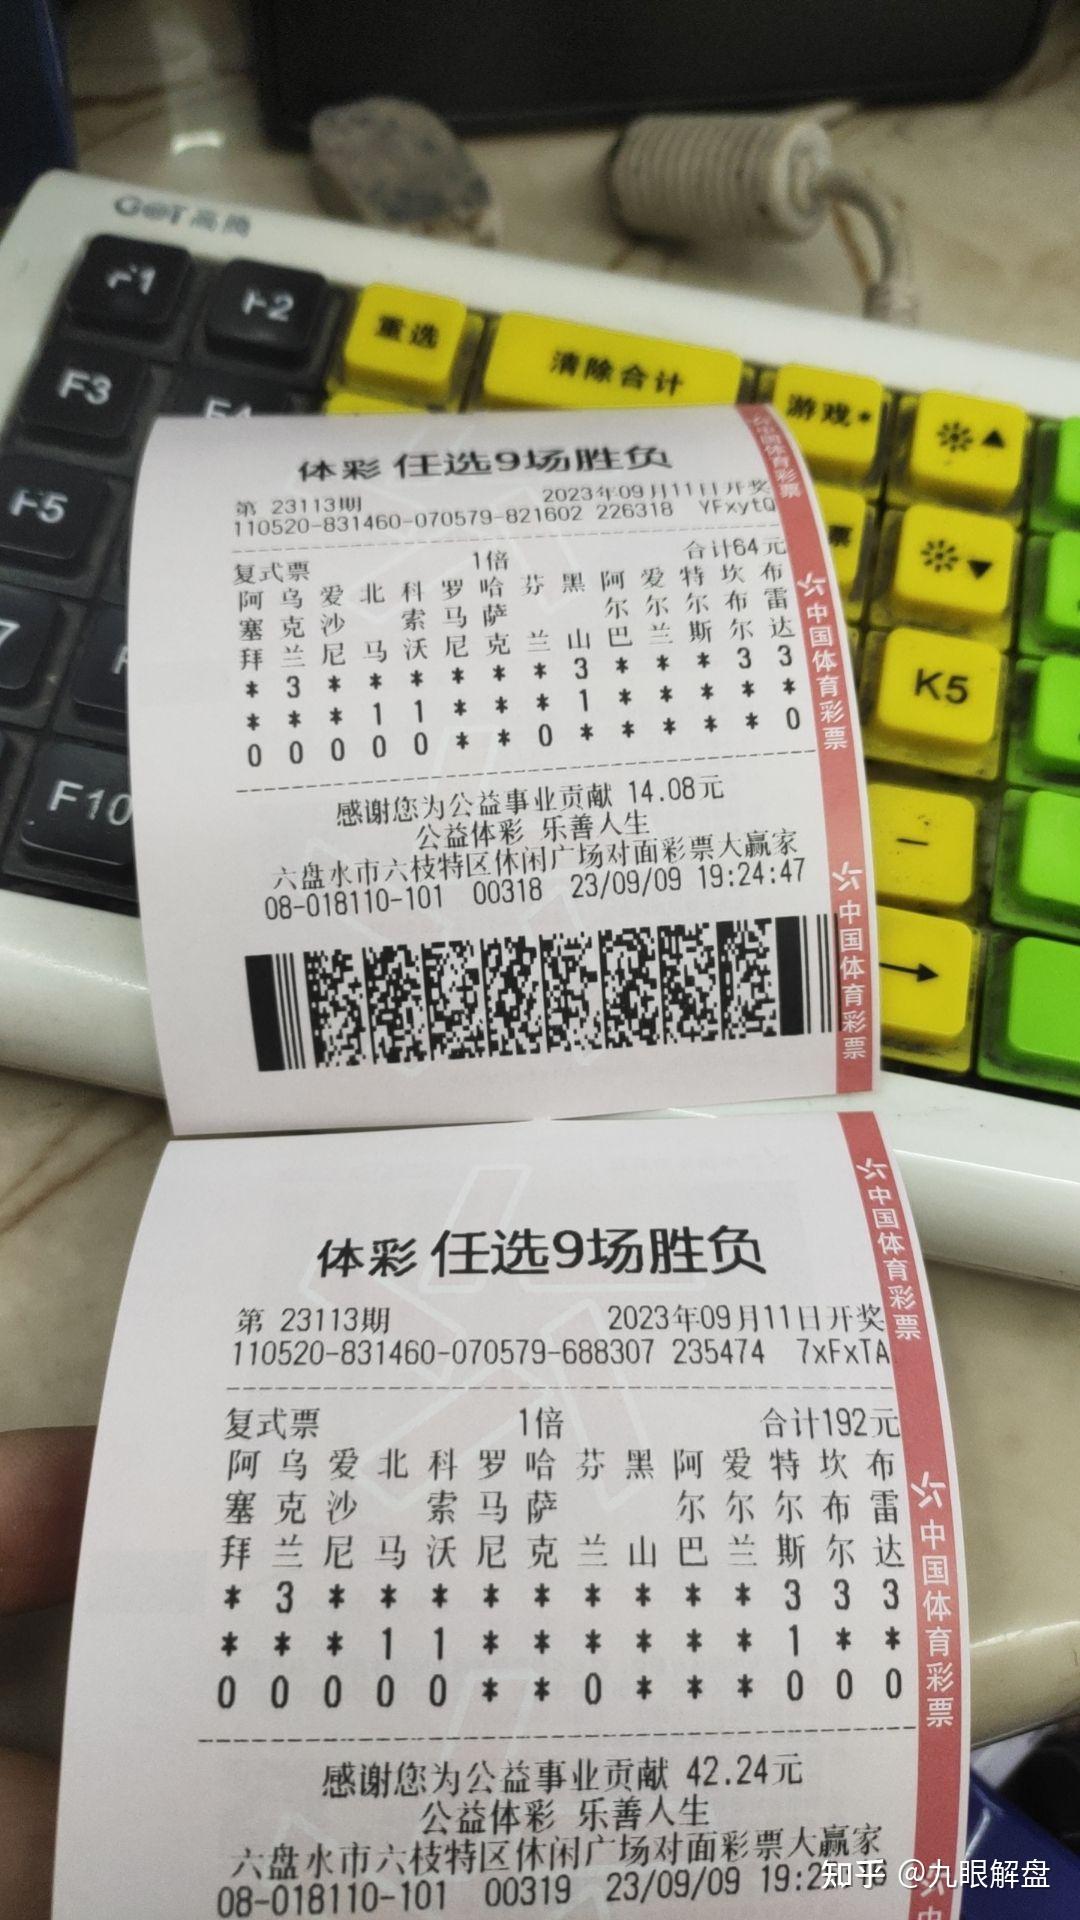 GOT高尚
F1 F2 重选 清除合计 游戏*
F3 F4
F5
7
K5
F10
体彩 任选9场胜负
第 23113期 2023年09月11日开奖
110520-831460-070579-821602 226318 YFxytQ
复式票 1倍 合计64元
阿 乌 爱 北 科 罗 哈 芬 黑 阿 爱 特 坎 布
塞 克 沙 索 马 萨 尔 尔 尔 布 雷
拜 兰 尼 马 沃 尼 克 兰 山 巴 兰 斯 尔 达
* 3 * * * * * * 3 * * * 3 3
* * * 1 1 * * * 1 * * * * *
0 0 0 0 0 * * 0 * * * * * 0
感谢您为公益事业贡献 14.08元
公益体彩 乐善人生
六盘水市六枝特区休闲广场对面彩票大赢家
08-018110-101 00318 23/09/09 19:24:47
中国体育彩票
中国体育彩票
中国体育彩票
体彩 任选9场胜负
第 23113期 2023年09月11日开奖
110520-831460-070579-688307 235474 7xFxTA
复式票 1倍 合计192元
阿 乌 爱 北 科 罗 哈 芬 黑 阿 爱 特 坎 布
塞 克 沙 索 马 萨 尔 尔 尔 布 雷
拜 兰 尼 马 沃 尼 克 兰 山 巴 兰 斯 尔 达
* 3 * * * * * * * * * 3 3 3
* * * 1 1 * * * * * * 1 * *
0 0 0 0 0 * * 0 * * * 0 0 0
感谢您为公益事业贡献 42.24元
公益体彩 乐善人生
六盘水市六枝特区休闲广场对面彩票大赢家
08-018110-101 00319 23/09/09
中国体育彩票
中国体育彩票
中
知乎 @九眼解盘